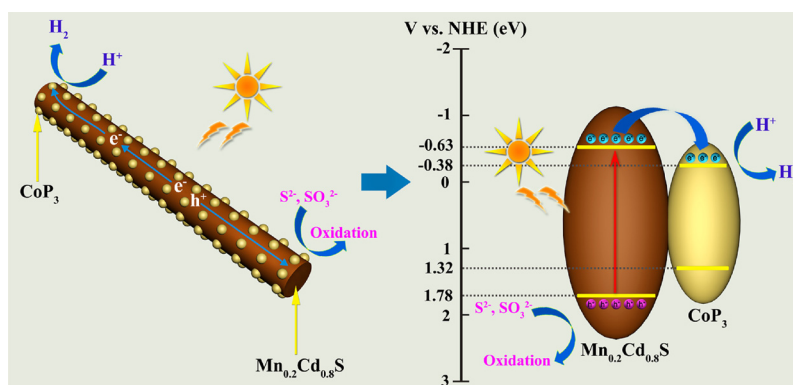 H₂
H⁺
e⁻
e⁻
h⁺
CoP₃
S²⁻, SO₃²⁻
Oxidation
Mn₀.₂Cd₀.₈S
V vs. NHE (eV)
-2
-1
-0.63
-0.38
0
1
1.32
1.78
2
3
H⁺
H
S²⁻, SO₃²⁻
Oxidation
Mn₀.₂Cd₀.₈S
CoP₃